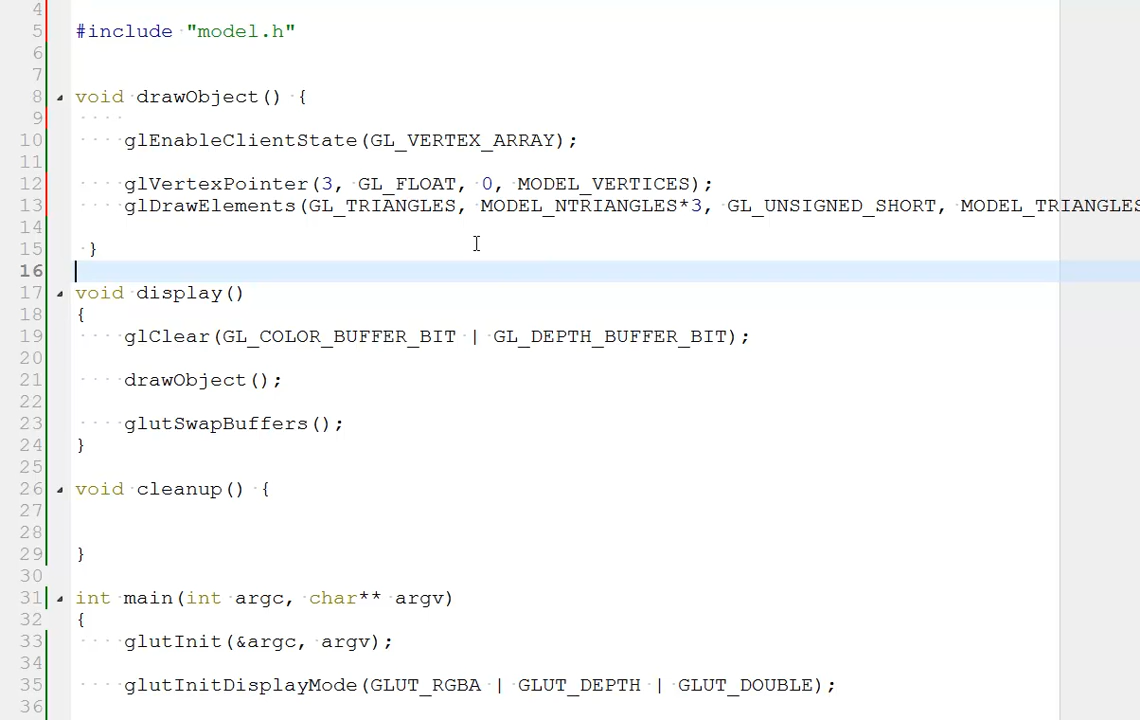 4
5 #include "model.h"
6
7
8 void drawObject() {
9
10 glEnableClientState(GL_VERTEX_ARRAY);
11
12 glVertexPointer(3, GL_FLOAT, 0, MODEL_VERTICES);
13 glDrawElements(GL_TRIANGLES, MODEL_NTRIANGLES*3, GL_UNSIGNED_SHORT, MODEL_TRIANGLES
14
15 }
16
17 void display()
18 {
19 glClear(GL_COLOR_BUFFER_BIT | GL_DEPTH_BUFFER_BIT);
20
21 drawObject();
22
23 glutSwapBuffers();
24 }
25
26 void cleanup() {
27
28
29 }
30
31 int main(int argc, char** argv)
32 {
33 glutInit(&argc, argv);
34
35 glutInitDisplayMode(GLUT_RGBA | GLUT_DEPTH | GLUT_DOUBLE);
36